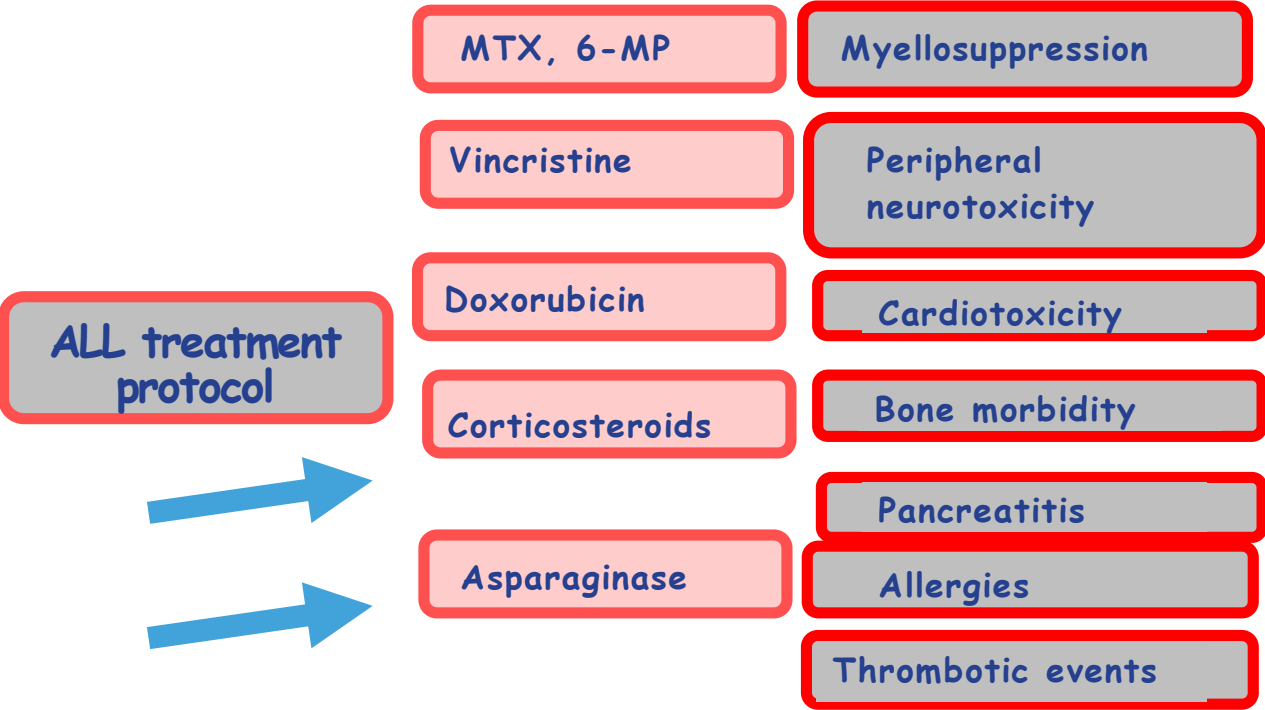 MTX, 6-MP
Myellosuppression
Vincristine
Peripheral
neurotoxicity
Doxorubicin
Cardiotoxicity
ALL treatment
protocol
Corticosteroids
Bone morbidity
Pancreatitis
Asparaginase
Allergies
Thrombotic events